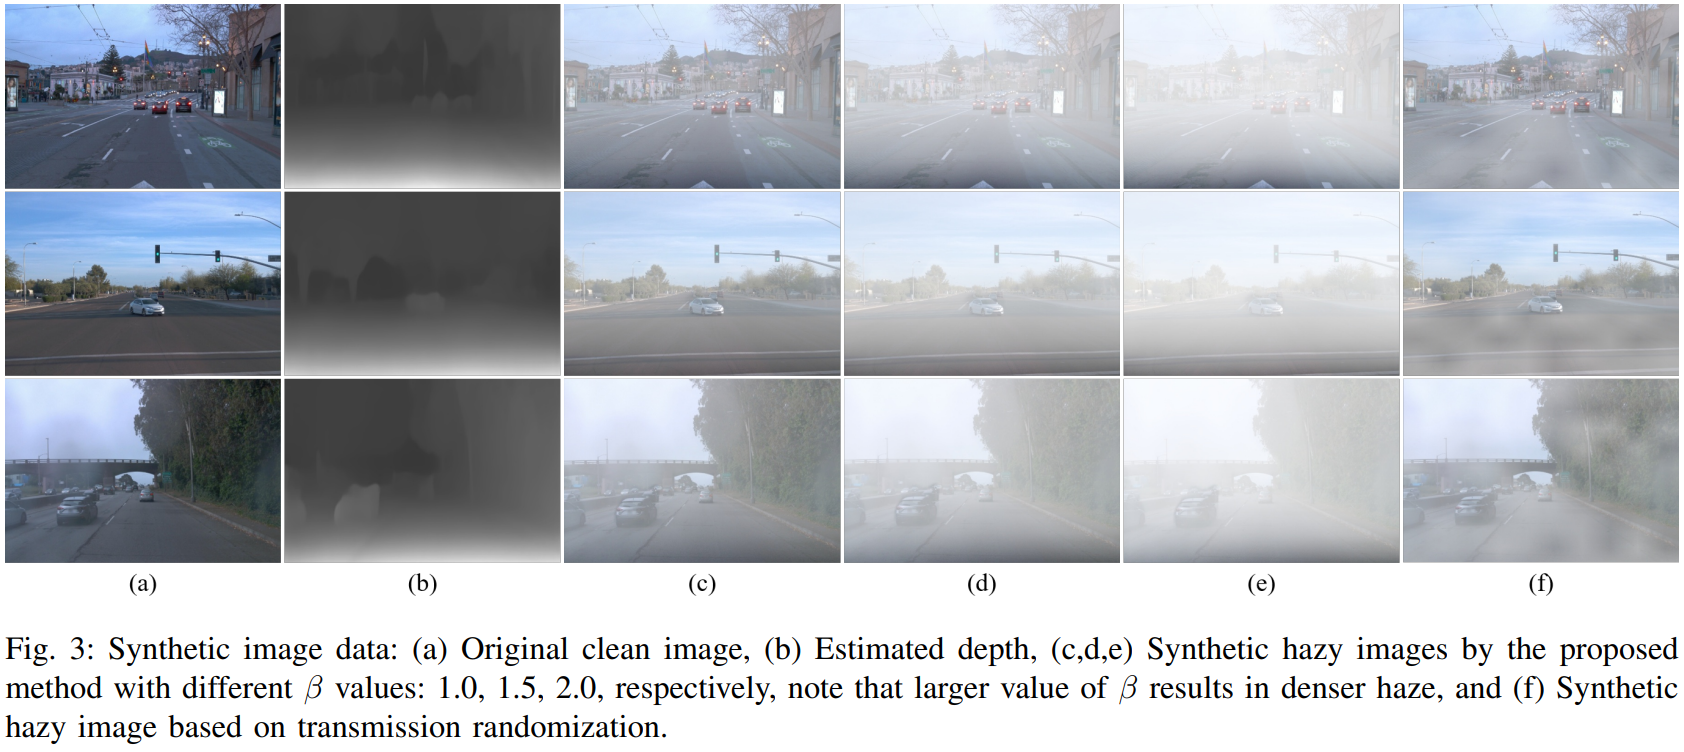 (a) (b) (c) (d) (e) (f)
Fig. 3: Synthetic image data: (a) Original clean image, (b) Estimated depth, (c,d,e) Synthetic hazy images by the proposed
method with different β values: 1.0, 1.5, 2.0, respectively, note that larger value of β results in denser haze, and (f) Synthetic
hazy image based on transmission randomization.